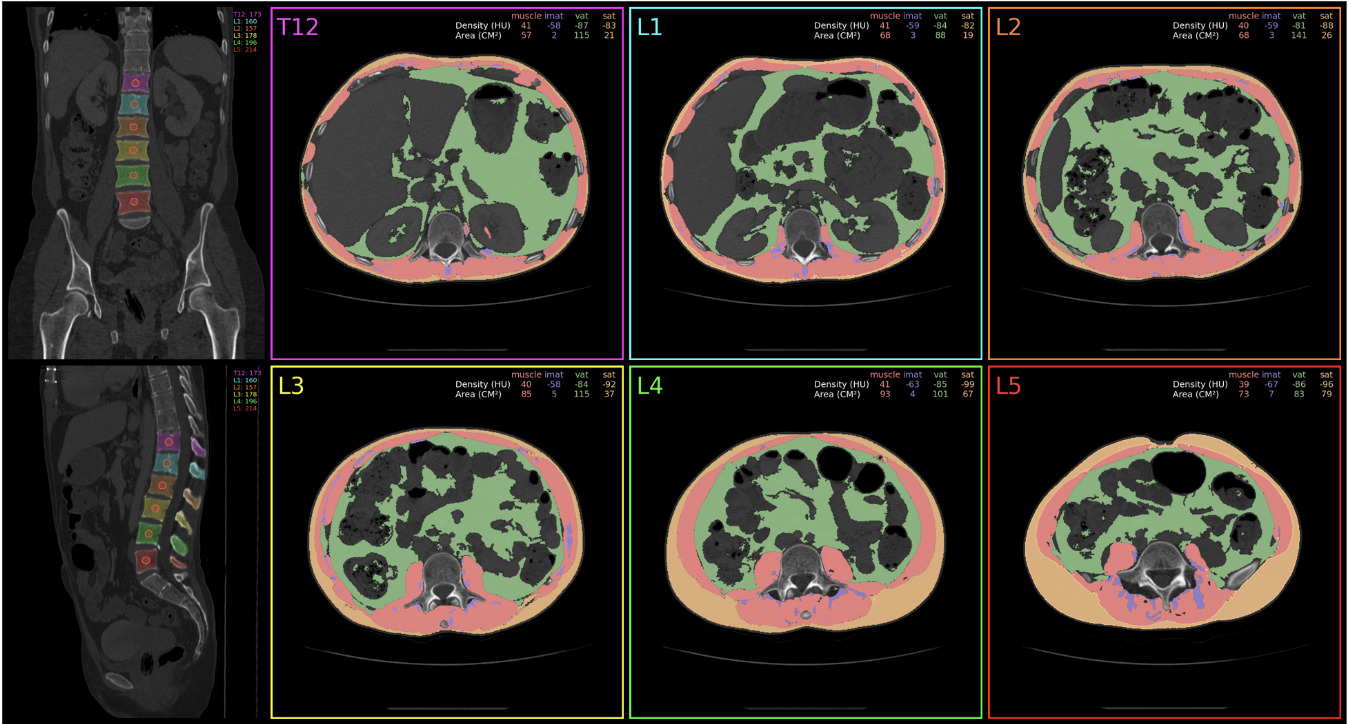 T12: 173
L1: 160
L2: 157
L3: 178
L4: 196
L5: 214
T12
muscle imat vat sat
Density (HU) 41 -58 -87 -83
Area (CM²) 57 2 115 21
L1
muscle imat vat sat
Density (HU) 41 -59 -84 -82
Area (CM²) 68 3 88 19
L2
muscle imat vat sat
Density (HU) 40 -59 -81 -88
Area (CM²) 68 3 141 26
T12: 173
L1: 160
L2: 157
L3: 178
L4: 196
L5: 214
L3
muscle imat vat sat
Density (HU) 40 -58 -84 -92
Area (CM²) 85 5 115 37
L4
muscle imat vat sat
Density (HU) 41 -63 -85 -99
Area (CM²) 93 4 101 67
L5
muscle imat vat sat
Density (HU) 39 -67 -86 -96
Area (CM²) 73 7 83 79